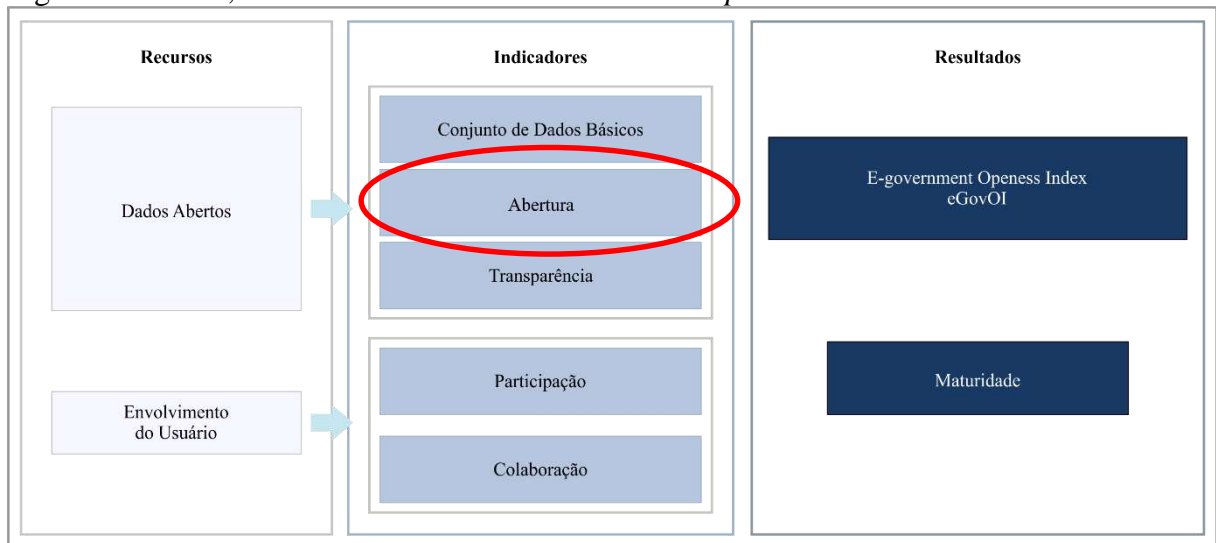 Recursos
Dados Abertos
Envolvimento
do Usuário
Indicadores
Conjunto de Dados Básicos
Abertura
Transparência
Participação
Colaboração
Resultados
E-government Openess Index
eGovOI
Maturidade